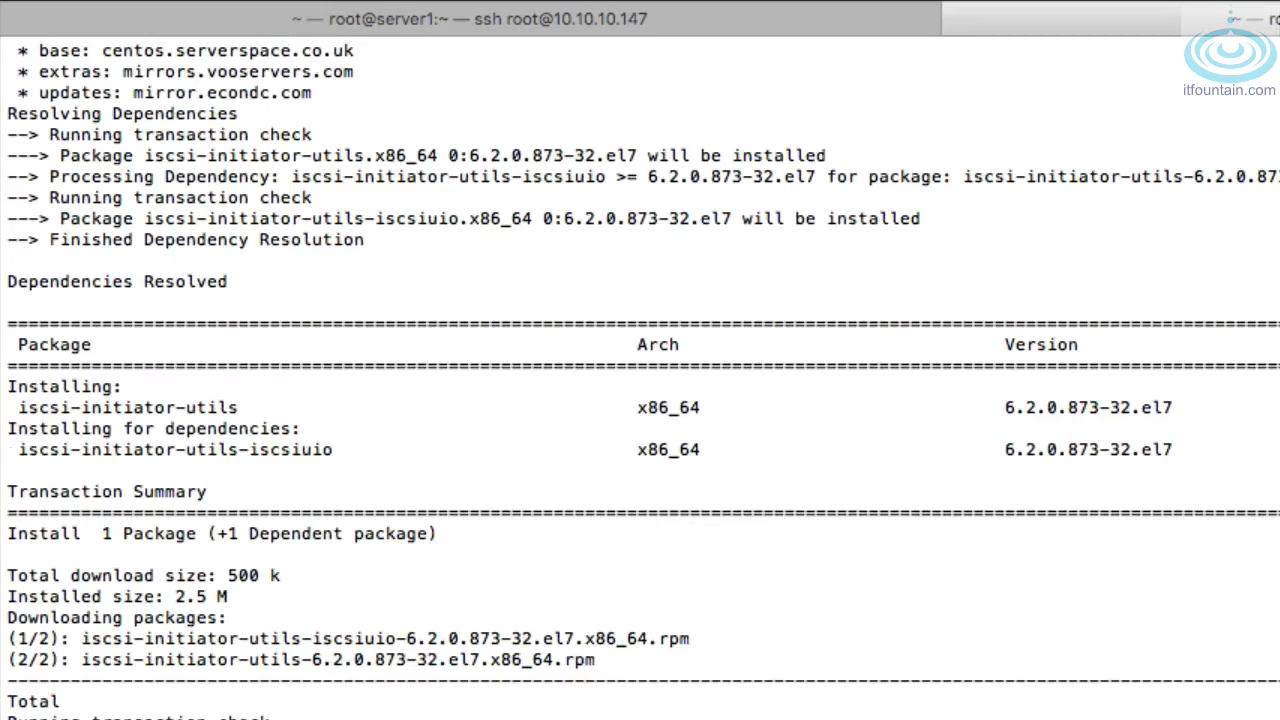 ~ — root@server1:~ — ssh root@10.10.10.147
~ — ro
itfountain.com
* base: centos.serverspace.co.uk
* extras: mirrors.vooservers.com
* updates: mirror.econdc.com
Resolving Dependencies
--> Running transaction check
---> Package iscsi-initiator-utils.x86_64 0:6.2.0.873-32.el7 will be installed
--> Processing Dependency: iscsi-initiator-utils-iscsiuio >= 6.2.0.873-32.el7 for package: iscsi-initiator-utils-6.2.0.873
--> Running transaction check
---> Package iscsi-initiator-utils-iscsiuio.x86_64 0:6.2.0.873-32.el7 will be installed
--> Finished Dependency Resolution
Dependencies Resolved
Package Arch Version
Installing:
iscsi-initiator-utils x86_64 6.2.0.873-32.el7
Installing for dependencies:
iscsi-initiator-utils-iscsiuio x86_64 6.2.0.873-32.el7
Transaction Summary
Install 1 Package (+1 Dependent package)
Total download size: 500 k
Installed size: 2.5 M
Downloading packages:
(1/2): iscsi-initiator-utils-iscsiuio-6.2.0.873-32.el7.x86_64.rpm
(2/2): iscsi-initiator-utils-6.2.0.873-32.el7.x86_64.rpm
Total
Running transaction check